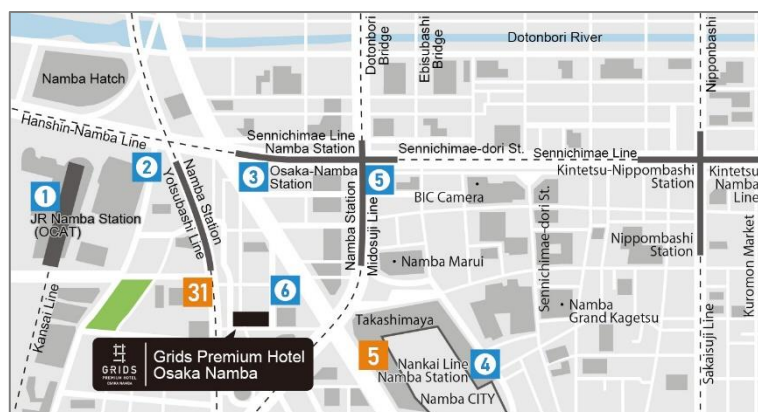 Dotonbori
Bridge
Ebisubashi
Bridge
Dotonbori River
Nipponbashi
Namba Hatch
Hanshin-Namba Line
Sennichimae Line
Namba Station
Sennichimae-dori St.
Sennichimae Line
2
3
Osaka-Namba
Station
5
Kintetsu-Nippombashi
Station
Kintetsu
Namba
Line
1
JR Namba Station
(OCAT)
Namba Station
Yotsubashi Line
Namba Station
Midosuji Line
BIC Camera
Sennichimae-dori St.
Nippombashi
Station
Kuromon Market
Namba Marui
31
6
Namba
Grand Kagetsu
Kansai Line
Sakaisuji Line
Takashimaya
5
Nankai Line
Namba Station
4
Namba CITY
GRIDS
PREMIUM HOTEL
OSAKA NAMBA
Grids Premium Hotel
Osaka Namba